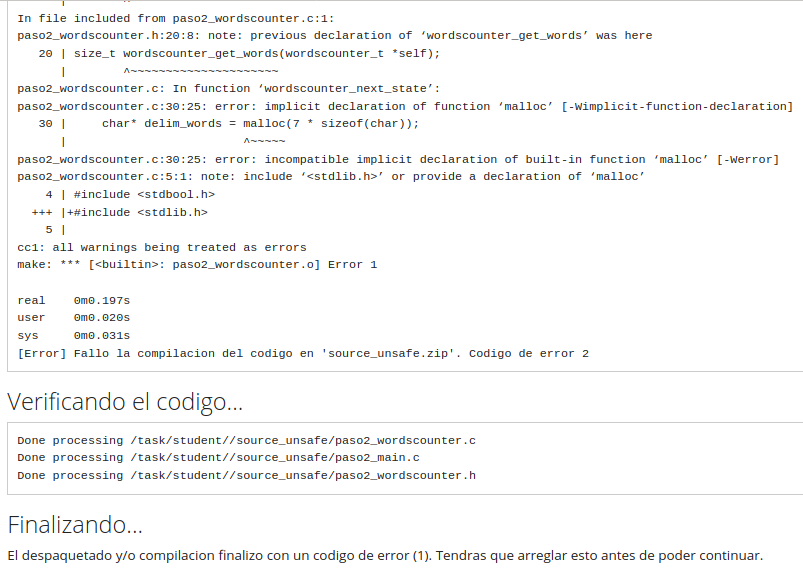 In file included from paso2_wordscounter.c:1:
paso2_wordscounter.h:20:8: note: previous declaration of ‘wordscounter_get_words’ was here
   20 | size_t wordscounter_get_words(wordscounter_t *self);
      |        ^~~~~~~~~~~~~~~~~~~~~~
paso2_wordscounter.c: In function ‘wordscounter_next_state’:
paso2_wordscounter.c:30:25: error: implicit declaration of function ‘malloc’ [-Wimplicit-function-declaration]
   30 |     char* delim_words = malloc(7 * sizeof(char));
      |                         ^~~~~~
paso2_wordscounter.c:30:25: error: incompatible implicit declaration of built-in function ‘malloc’ [-Werror]
paso2_wordscounter.c:5:1: note: include ‘<stdlib.h>’ or provide a declaration of ‘malloc’
    4 | #include <stdbool.h>
  +++ |+#include <stdlib.h>
    5 |
cc1: all warnings being treated as errors
make: *** [<builtin>: paso2_wordscounter.o] Error 1
real    0m0.197s
user    0m0.020s
sys     0m0.031s
[Error] Fallo la compilacion del codigo en 'source_unsafe.zip'. Codigo de error 2
Verificando el codigo...
Done processing /task/student//source_unsafe/paso2_wordscounter.c
Done processing /task/student//source_unsafe/paso2_main.c
Done processing /task/student//source_unsafe/paso2_wordscounter.h
Finalizando...
El despaquetado y/o compilacion finalizo con un codigo de error (1). Tendras que arreglar esto antes de poder continuar.